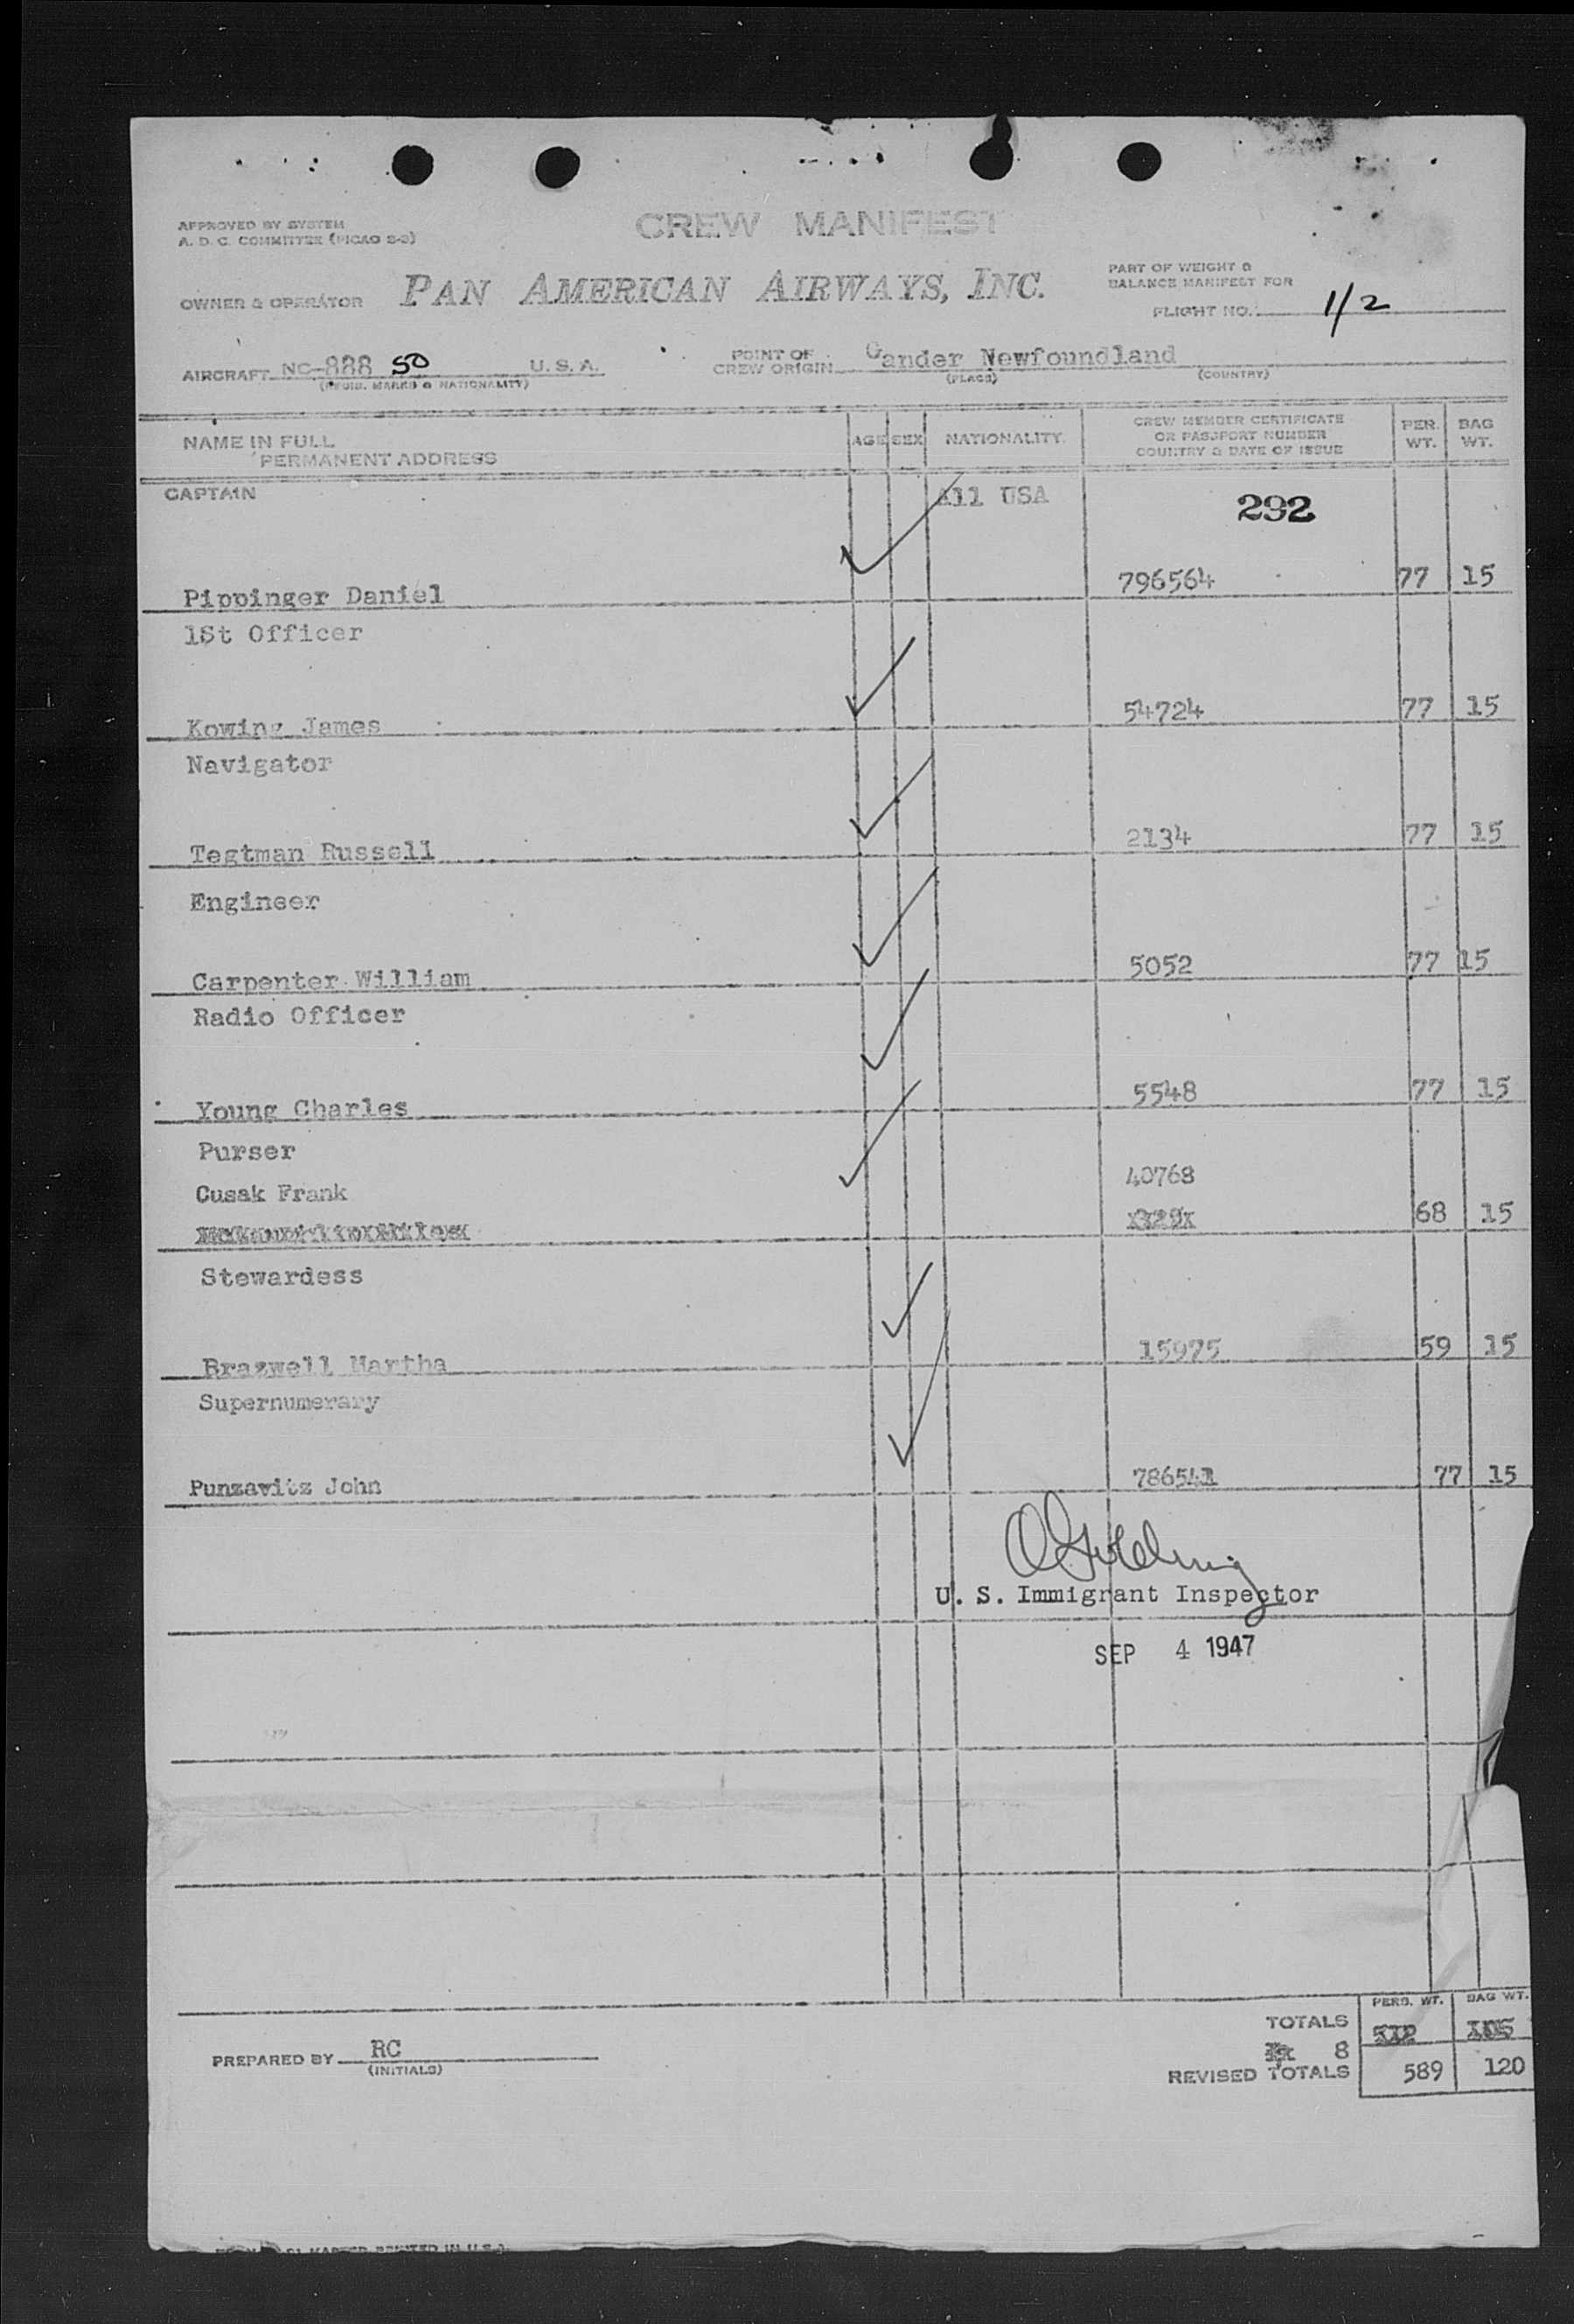 APPROVED BY SYSTEM
A. D. C. COMMITTEE (PICAO S-3)
CREW MANIFEST
OWNER & OPERATOR PAN AMERICAN AIRWAYS, INC.
PART OF WEIGHT &
BALANCE MANIFEST FOR
FLIGHT NO. 1/2
AIRCRAFT NC-888 50 U. S. A.
(REGIS. MARKS & NATIONALITY)
POINT OF
CREW ORIGIN Gander Newfoundland
(PLACE) (COUNTRY)
NAME IN FULL
PERMANENT ADDRESS
AGE SEX NATIONALITY
CREW MEMBER CERTIFICATE
OR PASSPORT NUMBER
COUNTRY & DATE OF ISSUE
PER. WT.
BAG WT.
CAPTAIN All USA 292
Pippinger Daniel 796564 77 15
1St Officer
Kowing James 54724 77 15
Navigator
Tegtman Russell 2134 77 15
Engineer
Carpenter William 5052 77 15
Radio Officer
Young Charles 5548 77 15
Purser
Cusak Frank 40768
68 15
Stewardess
Brazwell Martha 15975 59 15
Supernumerary
Punzavitz John 786541 77 15
U. S. Immigrant Inspector
SEP 4 1947
PERS. WT. BAG WT.
TOTALS 512 105
8
REVISED TOTALS 589 120
PREPARED BY RC
(INITIALS)